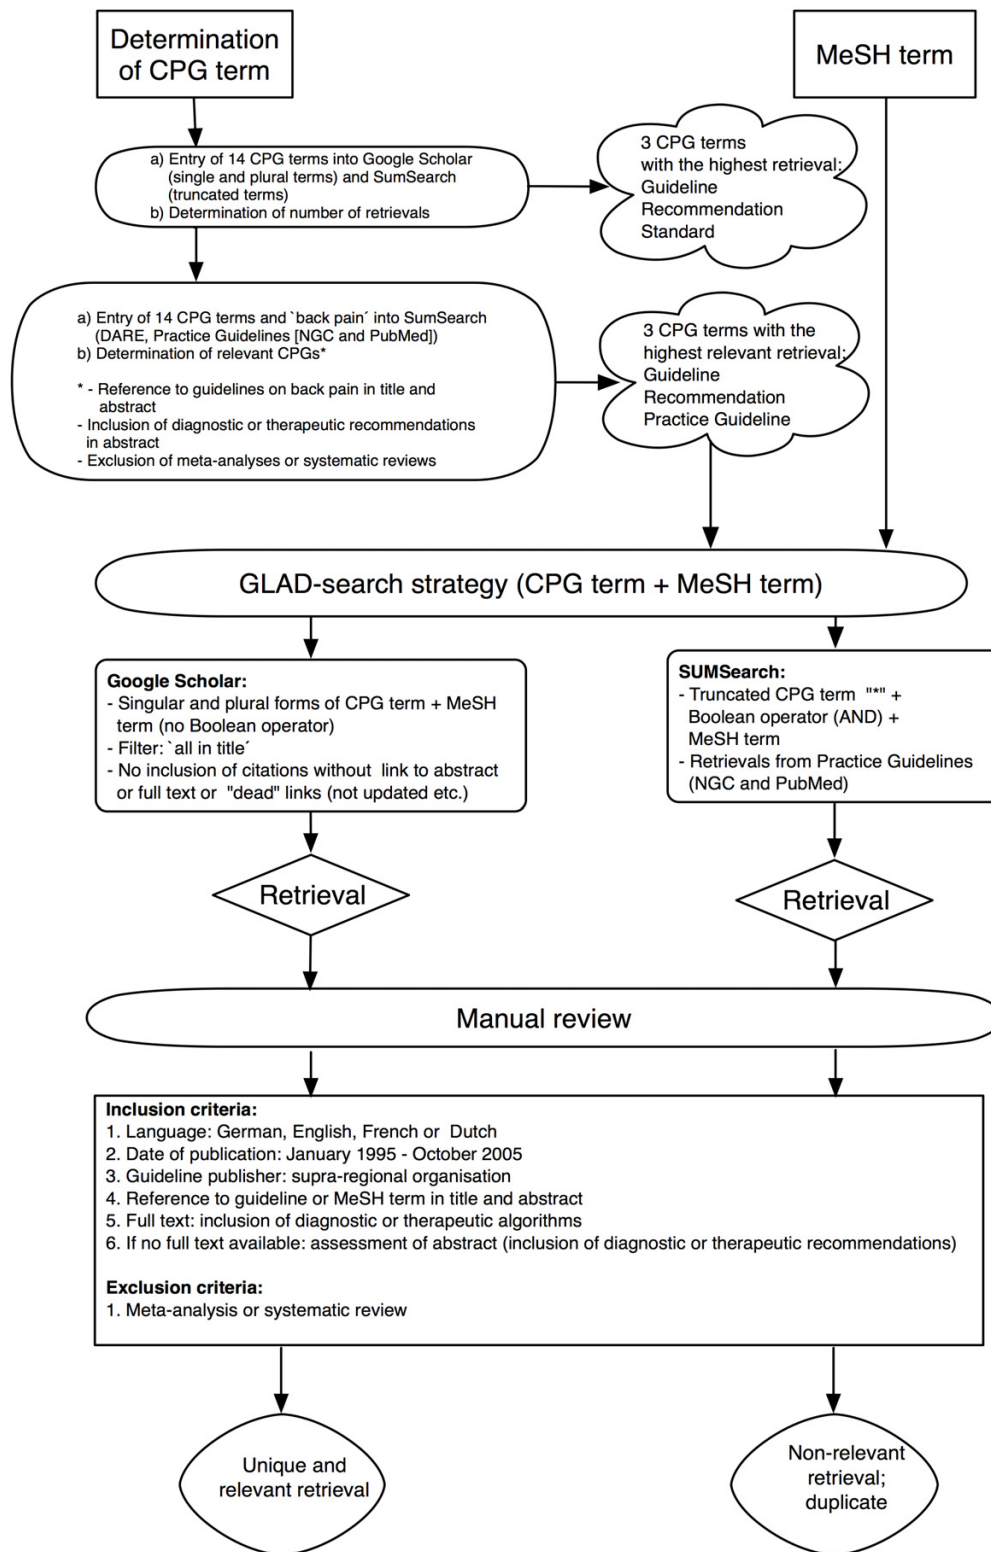 Determination
of CPG term
MeSH term
a) Entry of 14 CPG terms into Google Scholar
(single and plural terms) and SumSearch
(truncated terms)
b) Determination of number of retrievals
3 CPG terms
with the highest retrieval:
Guideline
Recommendation
Standard
a) Entry of 14 CPG terms and `back pain´ into SumSearch
(DARE, Practice Guidelines [NGC and PubMed])
b) Determination of relevant CPGs*
* - Reference to guidelines on back pain in title and
abstract
- Inclusion of diagnostic or therapeutic recommendations
in abstract
- Exclusion of meta-analyses or systematic reviews
3 CPG terms with the
highest relevant retrieval:
Guideline
Recommendation
Practice Guideline
GLAD-search strategy (CPG term + MeSH term)
Google Scholar:
- Singular and plural forms of CPG term + MeSH
term (no Boolean operator)
- Filter: `all in title´
- No inclusion of citations without link to abstract
or full text or "dead" links (not updated etc.)
SUMSearch:
- Truncated CPG term "*" +
Boolean operator (AND) +
MeSH term
- Retrievals from Practice Guidelines
(NGC and PubMed)
Retrieval
Retrieval
Manual review
Inclusion criteria:
1. Language: German, English, French or Dutch
2. Date of publication: January 1995 - October 2005
3. Guideline publisher: supra-regional organisation
4. Reference to guideline or MeSH term in title and abstract
5. Full text: inclusion of diagnostic or therapeutic algorithms
6. If no full text available: assessment of abstract (inclusion of diagnostic or therapeutic recommendations)
Exclusion criteria:
1. Meta-analysis or systematic review
Unique and
relevant retrieval
Non-relevant
retrieval;
duplicate